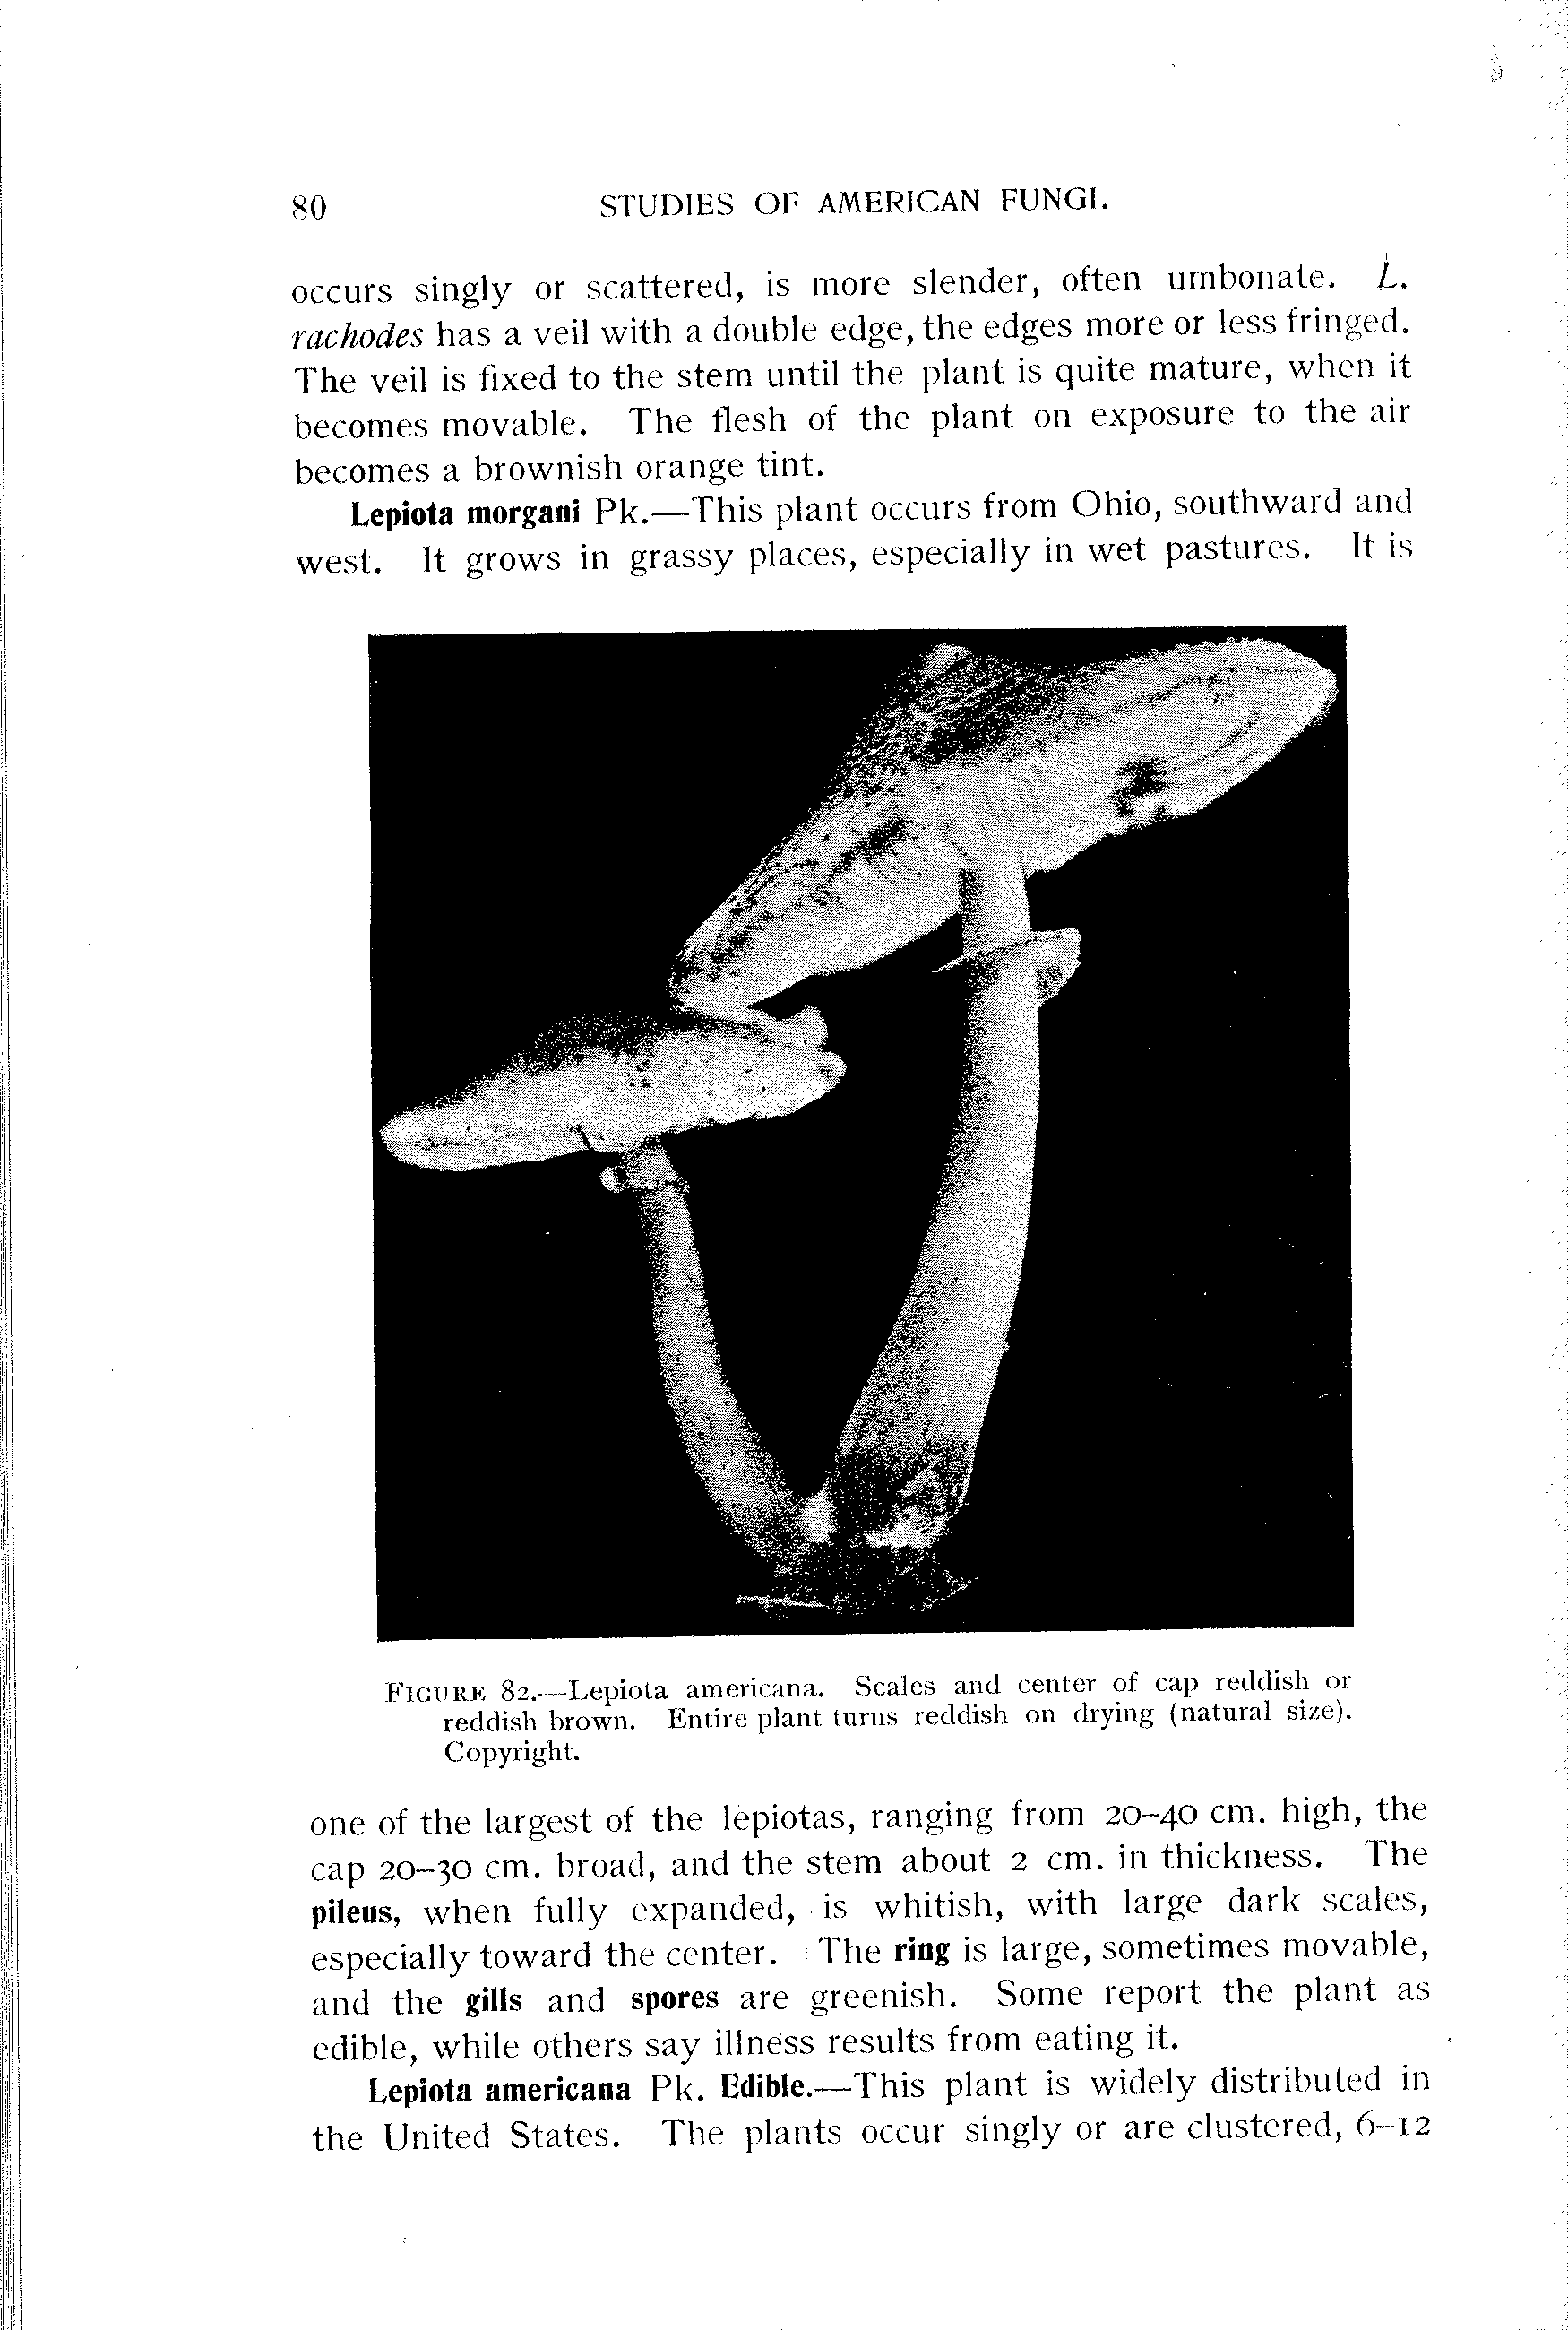 80 STUDIES OF AMERICAN FUNGI.
occurs singly or scattered, is more slender, often umbonate. L.
rachodes has a veil with a double edge, the edges more or less fringed.
The veil is fixed to the stem until the plant is quite mature, when it
becomes movable. The flesh of the plant on exposure to the air
becomes a brownish orange tint.
Lepiota morgani Pk.—This plant occurs from Ohio, southward and
west. It grows in grassy places, especially in wet pastures. It is
FIGURE 82.—Lepiota americana. Scales and center of cap reddish or
reddish brown. Entire plant turns reddish on drying (natural size).
Copyright.
one of the largest of the lepiotas, ranging from 20–40 cm. high, the
cap 20–30 cm. broad, and the stem about 2 cm. in thickness. The
pileus, when fully expanded, is whitish, with large dark scales,
especially toward the center. The ring is large, sometimes movable,
and the gills and spores are greenish. Some report the plant as
edible, while others say illness results from eating it.
Lepiota americana Pk. Edible.—This plant is widely distributed in
the United States. The plants occur singly or are clustered, 6–12